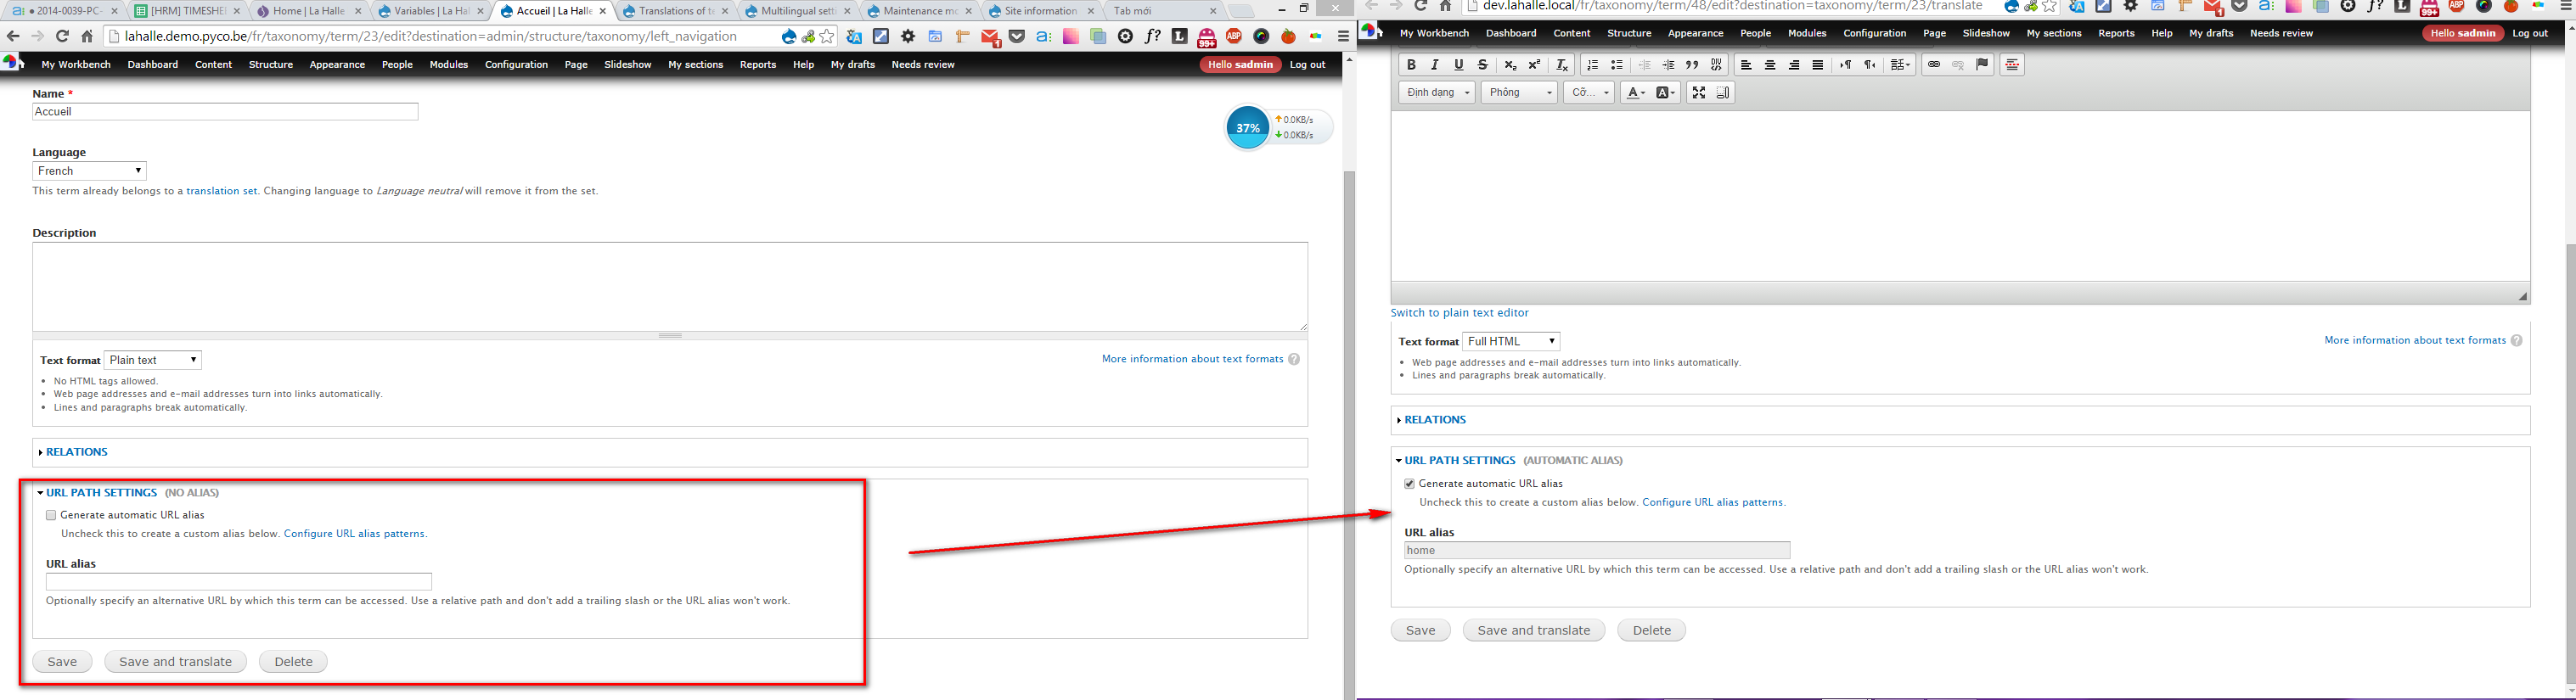 • 2014-0039-PC-
[HRM] TIMESHE
Home | La Halle
Variables | La Hal
Accueil | La Halle
Translations of te
Multilingual setti
Maintenance mo
Site information
Tab mới
lahalle.demo.pyco.be/fr/taxonomy/term/23/edit?destination=admin/structure/taxonomy/left_navigation
My Workbench Dashboard Content Structure Appearance People Modules Configuration Page Slideshow My sections Reports Help My drafts Needs review Hello sadmin Log out
Name *
Accueil
37%
0.0KB/s
0.0KB/s
Language
French
This term already belongs to a translation set. Changing language to Language neutral will remove it from the set.
Description
Text format Plain text
More information about text formats ?
• No HTML tags allowed.
• Web page addresses and e-mail addresses turn into links automatically.
• Lines and paragraphs break automatically.
RELATIONS
URL PATH SETTINGS (NO ALIAS)
Generate automatic URL alias
Uncheck this to create a custom alias below. Configure URL alias patterns.
URL alias
Optionally specify an alternative URL by which this term can be accessed. Use a relative path and don't add a trailing slash or the URL alias won't work.
Save
Save and translate
Delete
dev.lahalle.local/fr/taxonomy/term/48/edit?destination=taxonomy/term/23/translate
My Workbench Dashboard Content Structure Appearance People Modules Configuration Page Slideshow My sections Reports Help My drafts Needs review Hello sadmin Log out
Định dạng
Phông
Cỡ...
Switch to plain text editor
Text format Full HTML
More information about text formats ?
• Web page addresses and e-mail addresses turn into links automatically.
• Lines and paragraphs break automatically.
RELATIONS
URL PATH SETTINGS (AUTOMATIC ALIAS)
Generate automatic URL alias
Uncheck this to create a custom alias below. Configure URL alias patterns.
URL alias
home
Optionally specify an alternative URL by which this term can be accessed. Use a relative path and don't add a trailing slash or the URL alias won't work.
Save
Save and translate
Delete